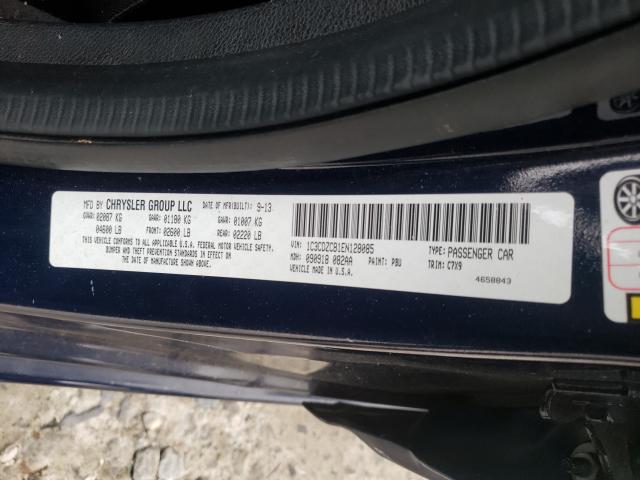 MFD BY CHRYSLER GROUP LLC DATE OF MFR(BUILT): 9-13
GVWR: 02087 KG GAWR 01180 KG GAWR 01007 KG
04600 LB FRONT: 02600 LB REAR: 02220 LB
THIS VEHICLE CONFORMS TO ALL APPLICABLE
U.S.A. FEDERAL MOTOR VEHICLE SAFETY,
BUMPER AND THEFT PREVENTION
STANDARDS IN EFFECT ON
THE DATE OF MANUFACTURE SHOWN ABOVE.
VIN: 1C3CDZCB1EN128085 TYPE: PASSENGER CAR
MDH: 090918 082AA PAINT: PBU TRIM: C7X9
VEHICLE MADE IN U.S.A.
4658843